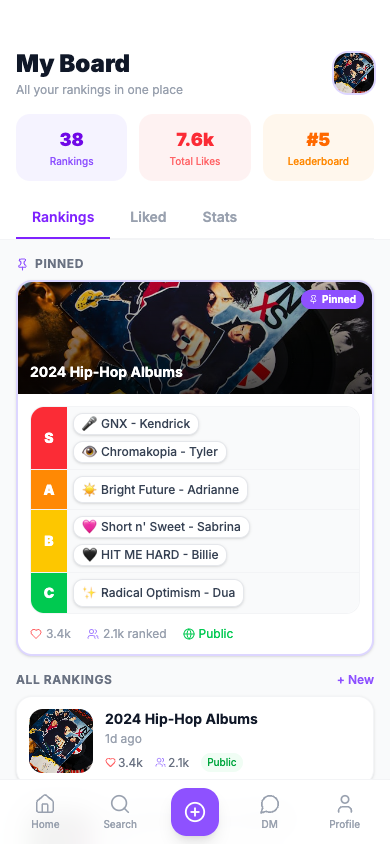 My Board
All your rankings in one place
38
Rankings
7.6k
Total Likes
#5
Leaderboard
Rankings
Liked
Stats
PINNED
Pinned
2024 Hip-Hop Albums
S
🎤 GNX - Kendrick
👁️ Chromakopia - Tyler
A
☀️ Bright Future - Adrianne
B
💗 Short n' Sweet - Sabrina
🖤 HIT ME HARD - Billie
C
✨ Radical Optimism - Dua
3.4k
2.1k ranked
Public
ALL RANKINGS
+ New
2024 Hip-Hop Albums
1d ago
3.4k
2.1k
Public
Home
Search
DM
Profile